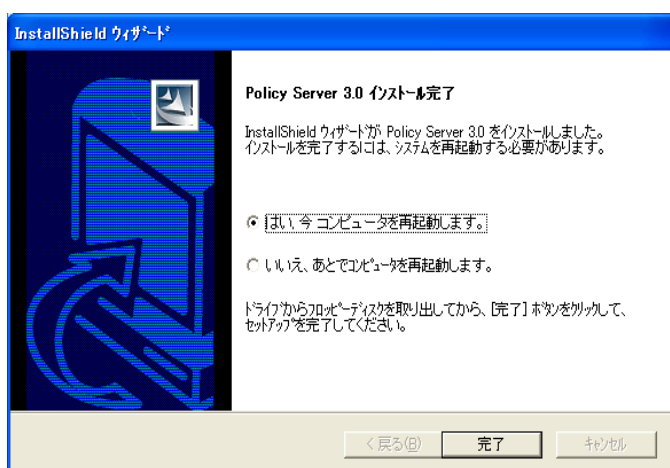 InstallShield ウィザード
Policy Server 3.0 インストール完了
InstallShield ウィザードが Policy Server 3.0 をインストールしました。
インストールを完了するには、システムを再起動する必要があります。
はい、今 コンピュータを再起動します。
いいえ、あとでコンピュータを再起動します。
ドライブからフロッピーディスクを取り出してから、[完了] ボタンをクリックして、
セットアップを完了してください。
< 戻る(B)
完了
キャンセル